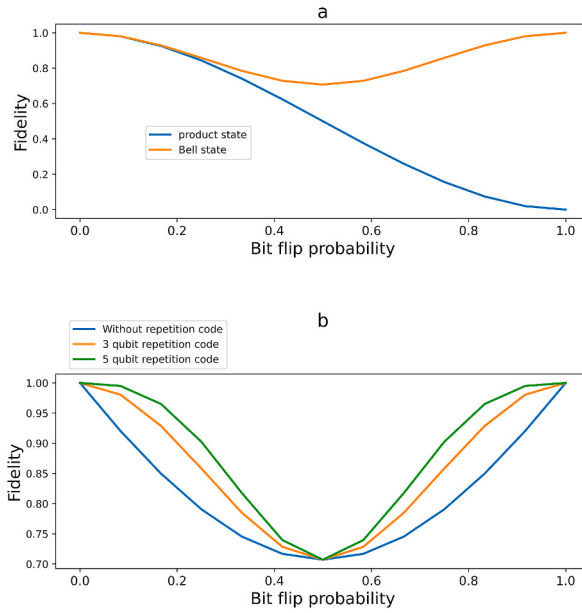 a
1.0
0.8
0.6
0.4
0.2
0.0
Fidelity
product state
Bell state
0.0 0.2 0.4 0.6 0.8 1.0
Bit flip probability
b
Without repetition code
3 qubit repetition code
5 qubit repetition code
1.00
0.95
0.90
0.85
0.80
0.75
0.70
Fidelity
0.0 0.2 0.4 0.6 0.8 1.0
Bit flip probability